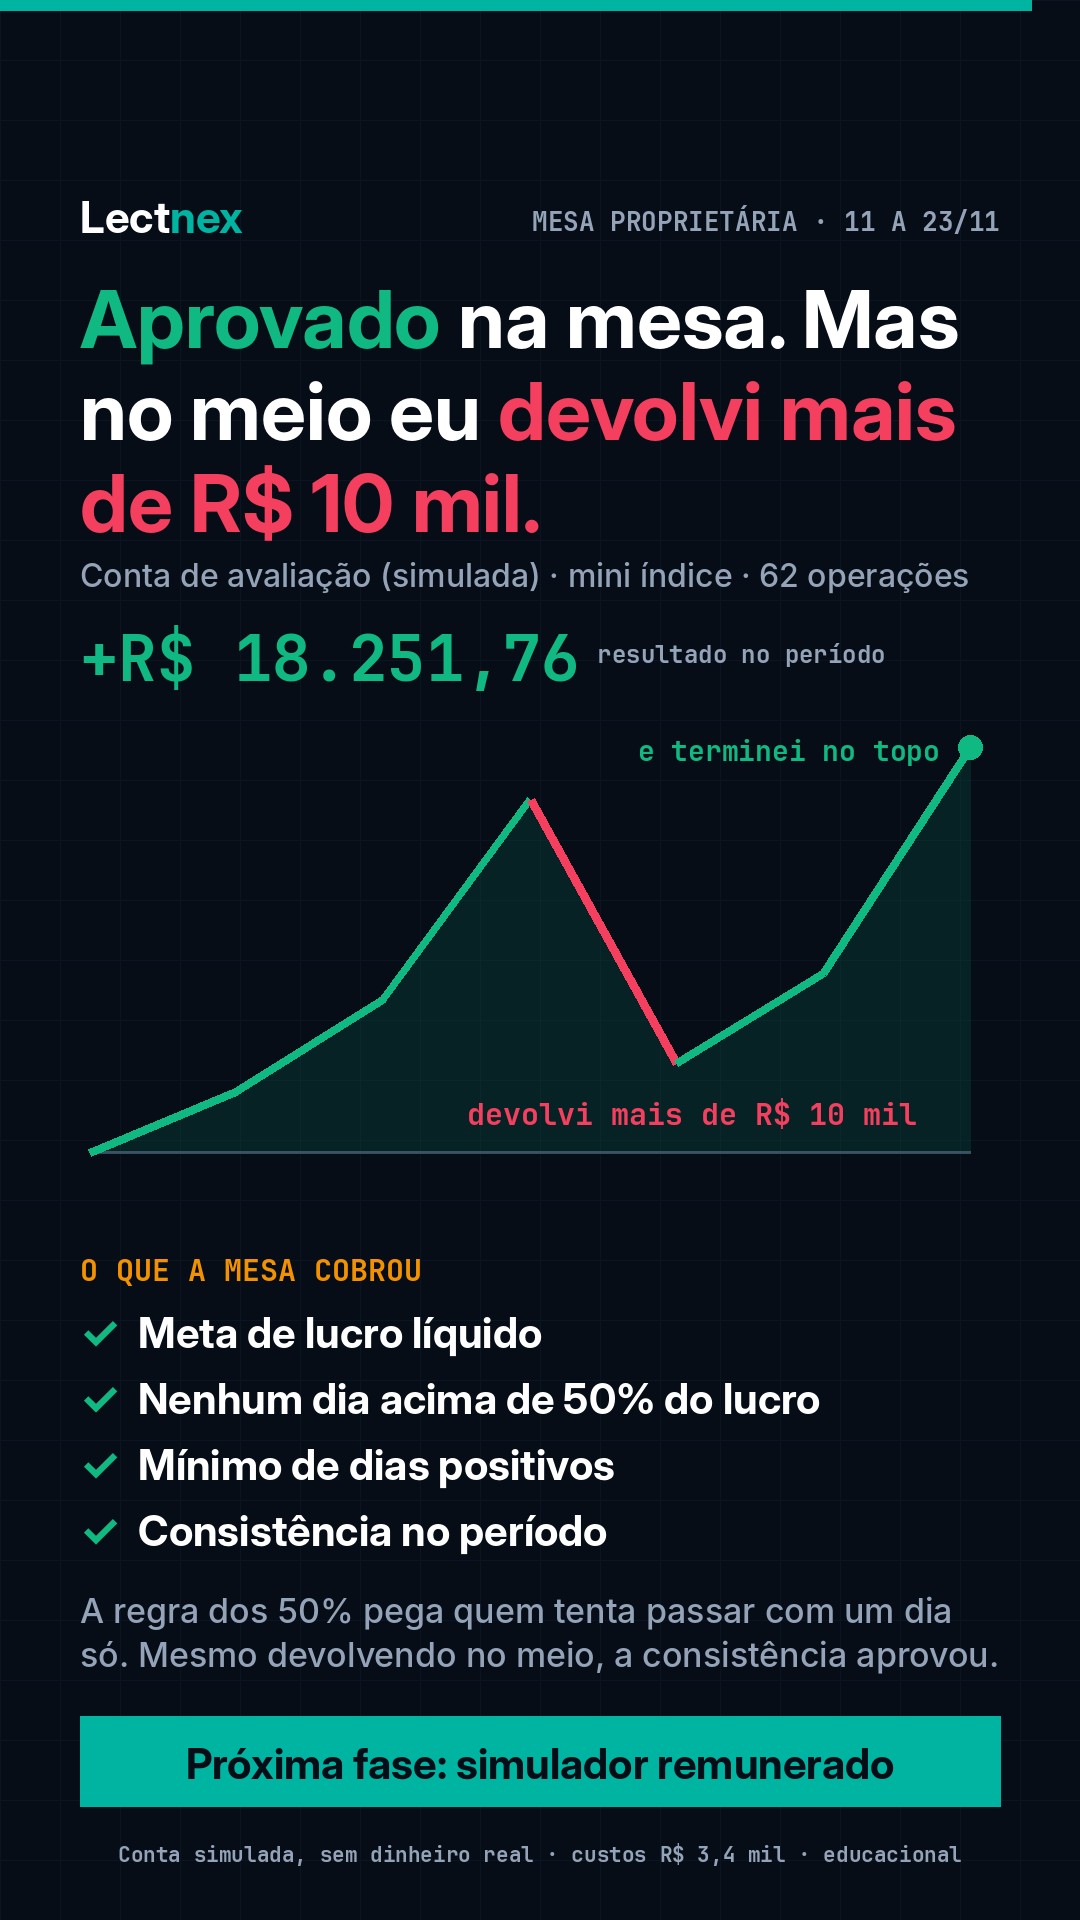 Lectnex
MESA PROPRIETÁRIA · 11 A 23/11
Aprovado na mesa. Mas
no meio eu devolvi mais
de R$ 10 mil.
Conta de avaliação (simulada) · mini índice · 62 operações
+R$ 18.251,76 resultado no período
e terminei no topo
devolvi mais de R$ 10 mil
O QUE A MESA COBROU
Meta de lucro líquido
Nenhum dia acima de 50% do lucro
Mínimo de dias positivos
Consistência no período
A regra dos 50% pega quem tenta passar com um dia
só. Mesmo devolvendo no meio, a consistência aprovou.
Próxima fase: simulador remunerado
Conta simulada, sem dinheiro real · custos R$ 3,4 mil · educacional